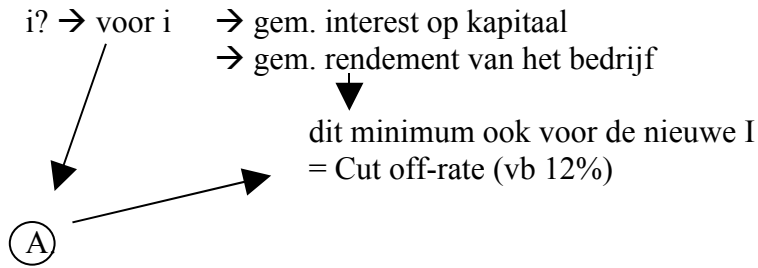 i? → voor i → gem. interest op kapitaal
→ gem. rendement van het bedrijf
dit minimum ook voor de nieuwe I
= Cut off-rate (vb 12%)
A.